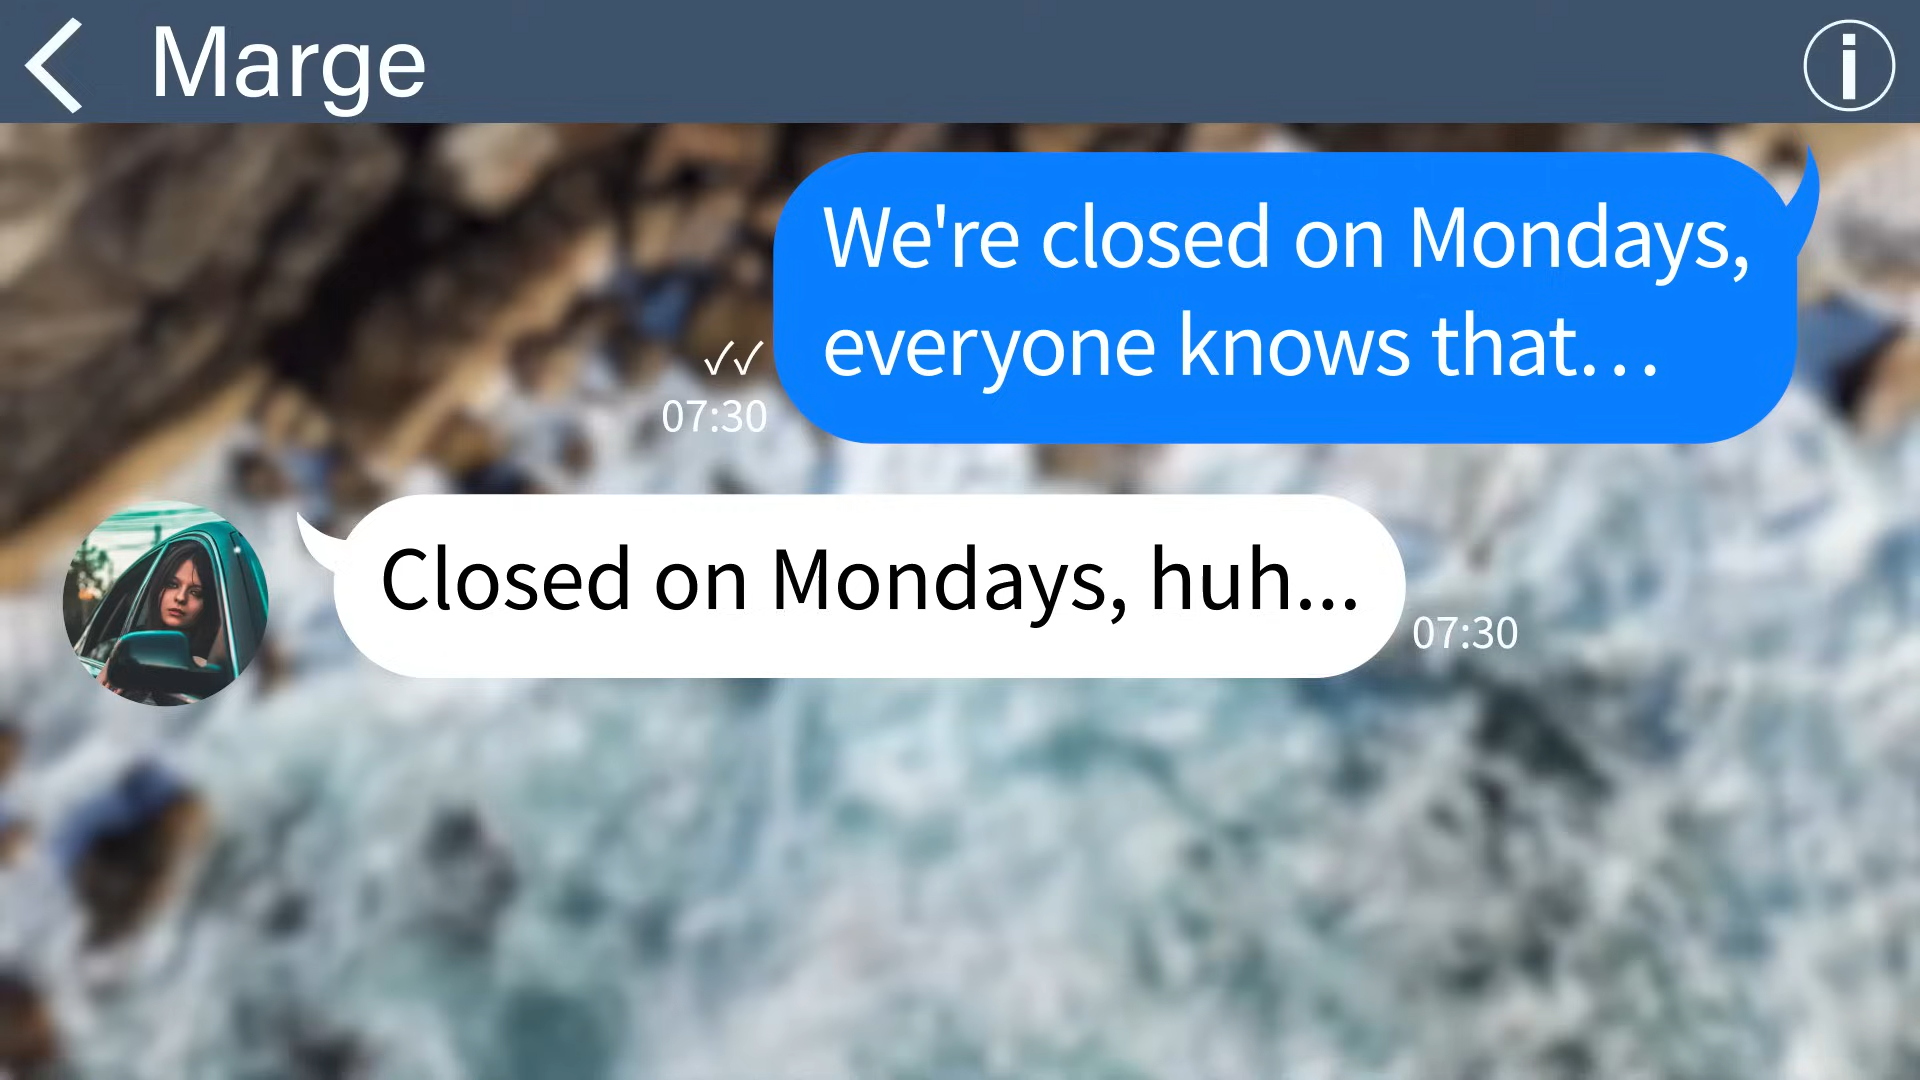 Marge
We're closed on Mondays,
everyone knows that…
✓✓
07:30
Closed on Mondays, huh...
07:30